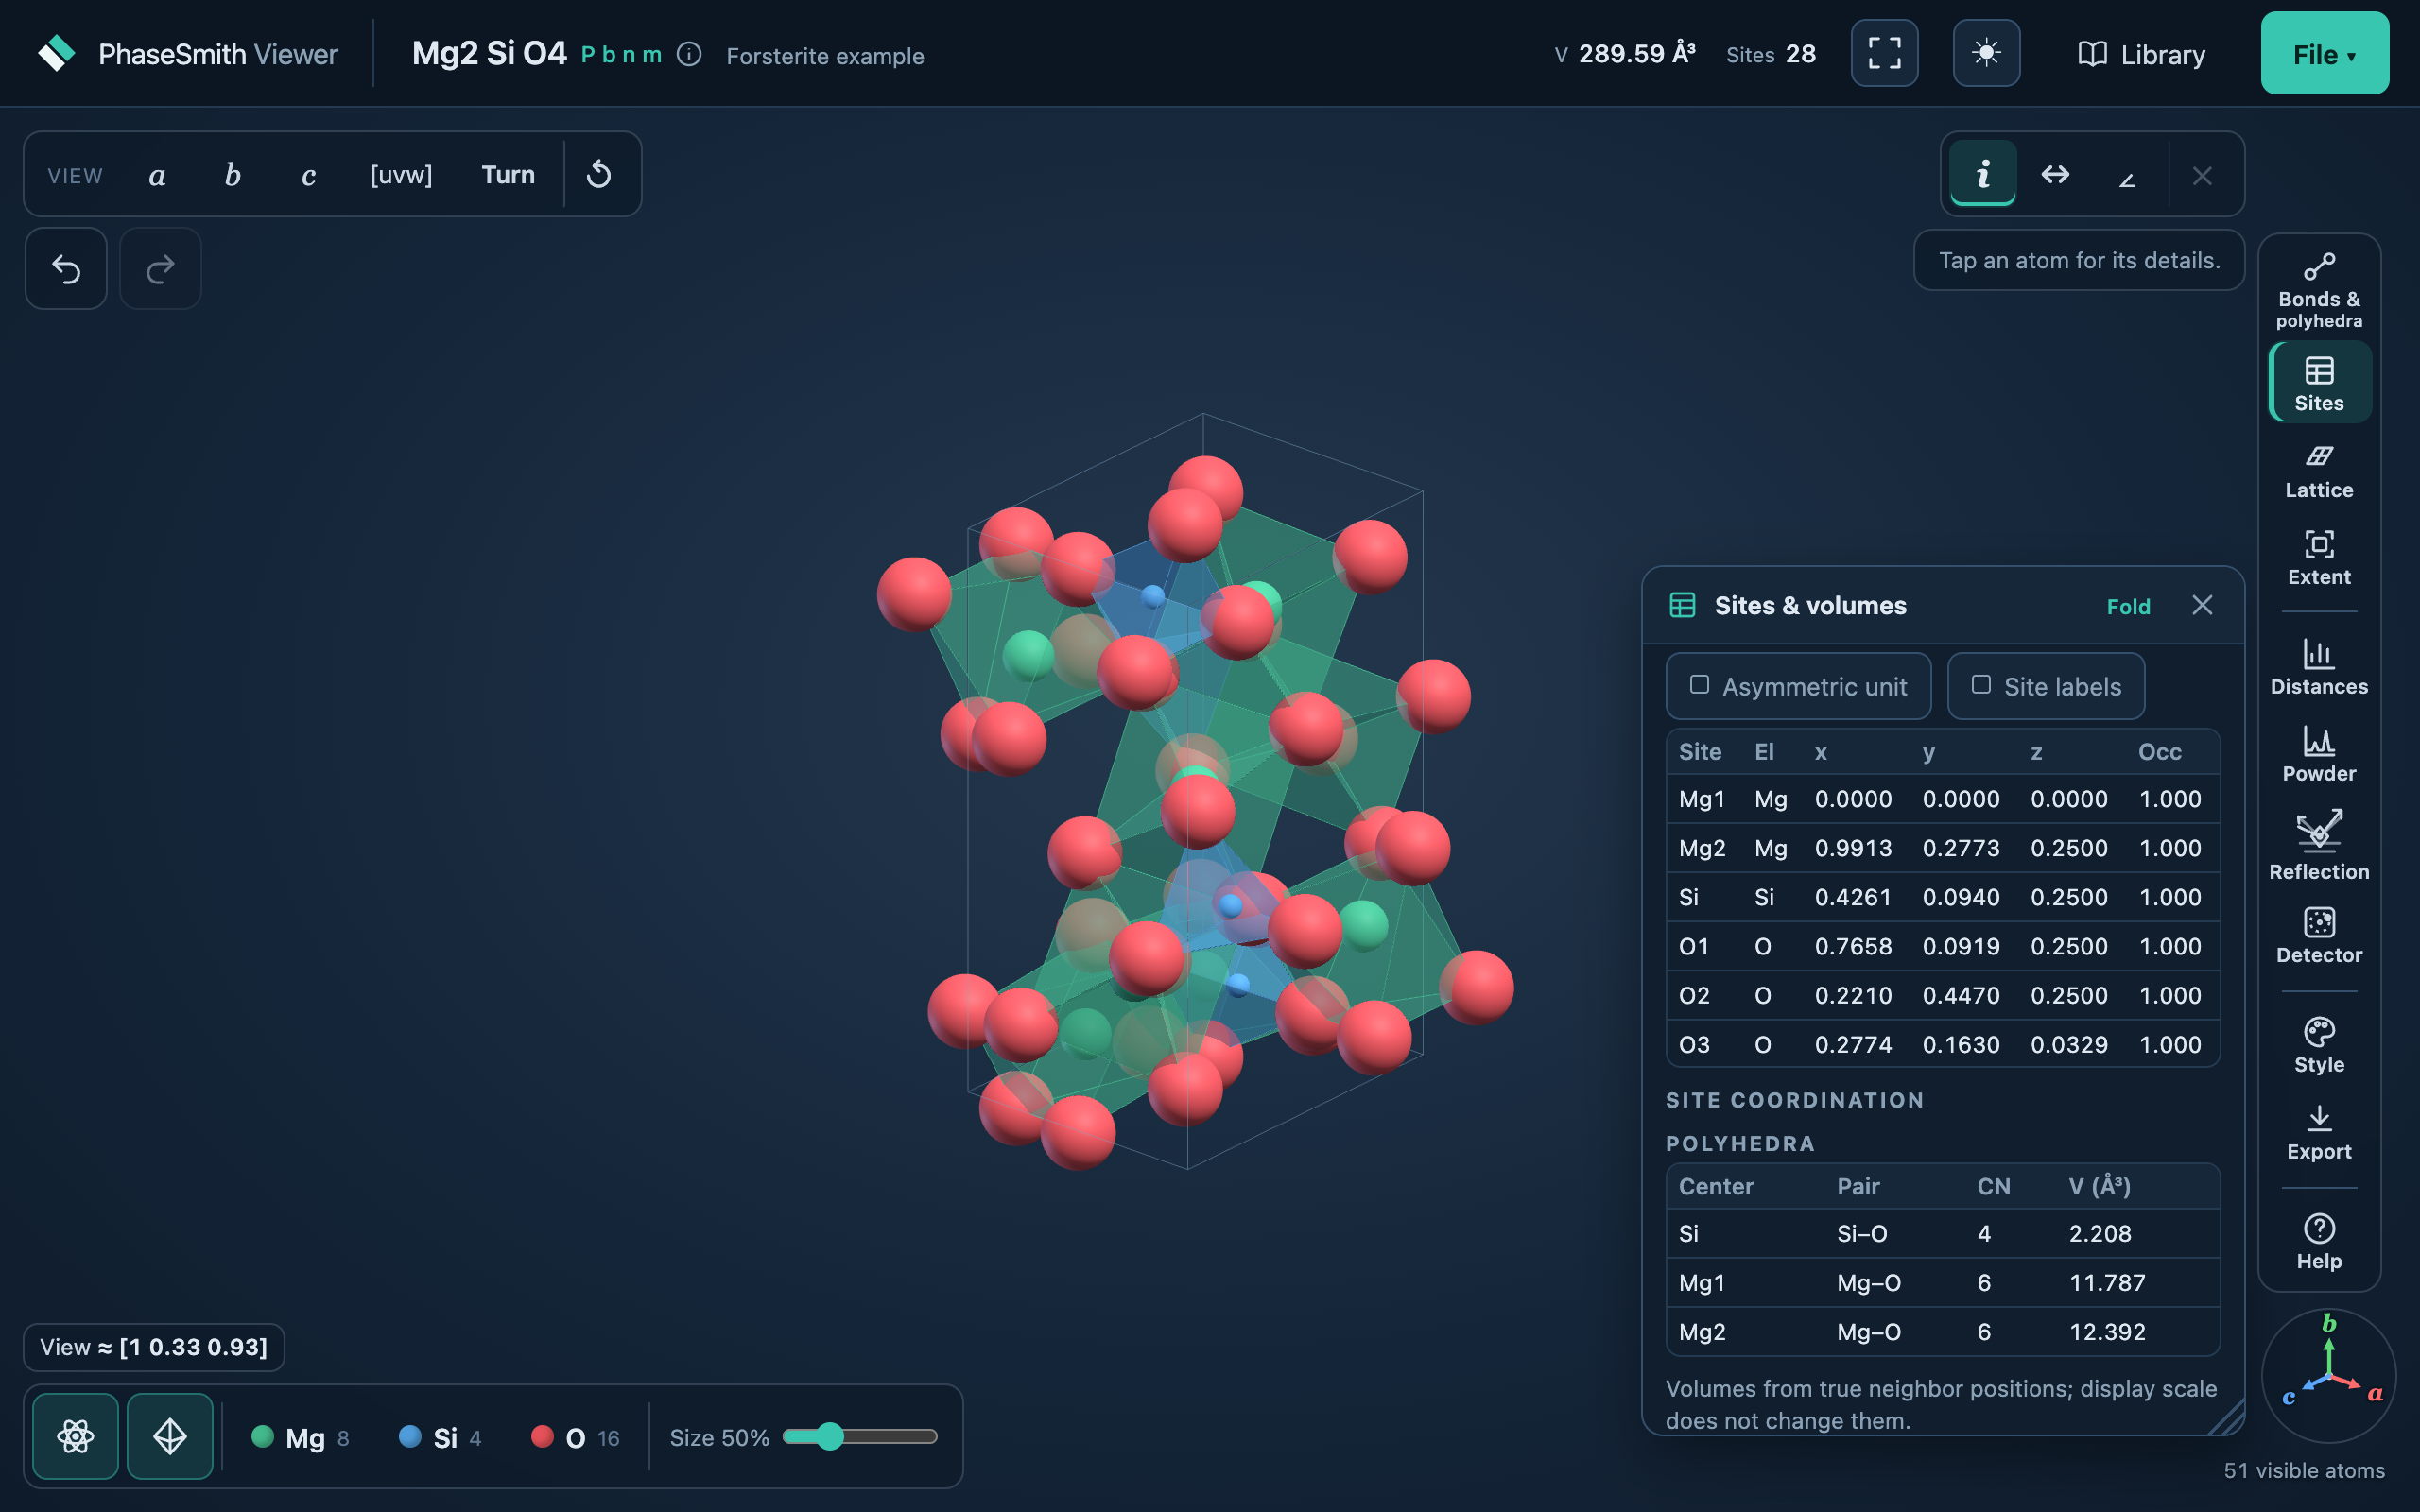 PhaseSmith Viewer
Mg2 Si O4 P b n m Forsterite example
V 289.59 Å³ Sites 28
Library
File ▾
VIEW a b c [uvw] Turn
Tap an atom for its details.
Bonds &
polyhedra
Sites
Lattice
Extent
Distances
Powder
Reflection
Detector
Style
Export
Help
Sites & volumes Fold
Asymmetric unit Site labels
Site El x y z Occ
Mg1 Mg 0.0000 0.0000 0.0000 1.000
Mg2 Mg 0.9913 0.2773 0.2500 1.000
Si Si 0.4261 0.0940 0.2500 1.000
O1 O 0.7658 0.0919 0.2500 1.000
O2 O 0.2210 0.4470 0.2500 1.000
O3 O 0.2774 0.1630 0.0329 1.000
SITE COORDINATION
POLYHEDRA
Center Pair CN V (Å³)
Si Si–O 4 2.208
Mg1 Mg–O 6 11.787
Mg2 Mg–O 6 12.392
Volumes from true neighbor positions; display scale
does not change them.
View ≈ [1 0.33 0.93]
Mg 8 Si 4 O 16 Size 50%
b
c a
51 visible atoms